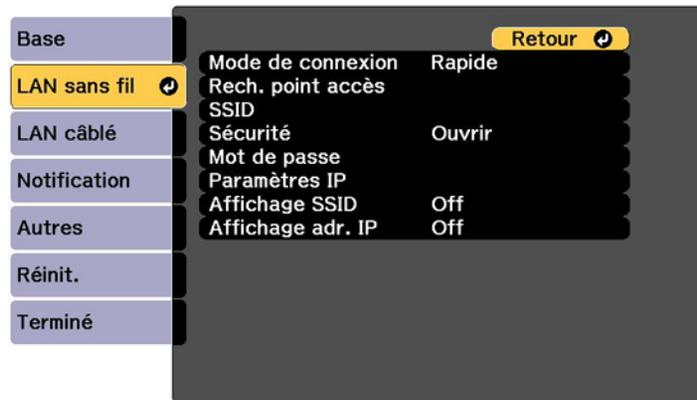 Base
LAN sans fil
LAN câblé
Notification
Autres
Réinit.
Terminé
Retour
Mode de connexion Rapide
Rech. point accès
SSID
Sécurité Ouvrir
Mot de passe
Paramètres IP
Affichage SSID Off
Affichage adr. IP Off